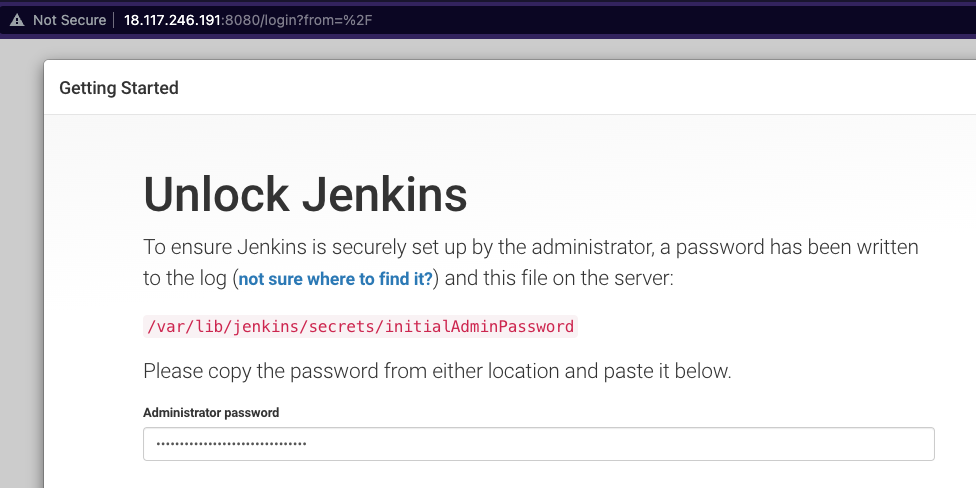 Not Secure | 18.117.246.191:8080/login?from=%2F
Getting Started
Unlock Jenkins
To ensure Jenkins is securely set up by the administrator, a password has been written
to the log (not sure where to find it?) and this file on the server:
/var/lib/jenkins/secrets/initialAdminPassword
Please copy the password from either location and paste it below.
Administrator password
••••••••••••••••••••••••••••••••